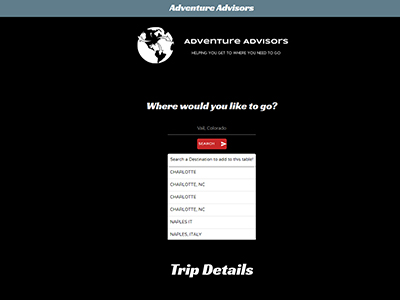 Adventure Advisors
ADVENTURE ADVISORS
HELPING YOU GET TO WHERE YOU NEED TO GO
Where would you like to go?
Vail, Colorado
SEARCH
Search a Destination to add to this table!
CHARLOTTE
CHARLOTTE, NC
CHARLOTTE
CHARLOTTE, NC
NAPLES IT
NAPLES, ITALY
Trip Details